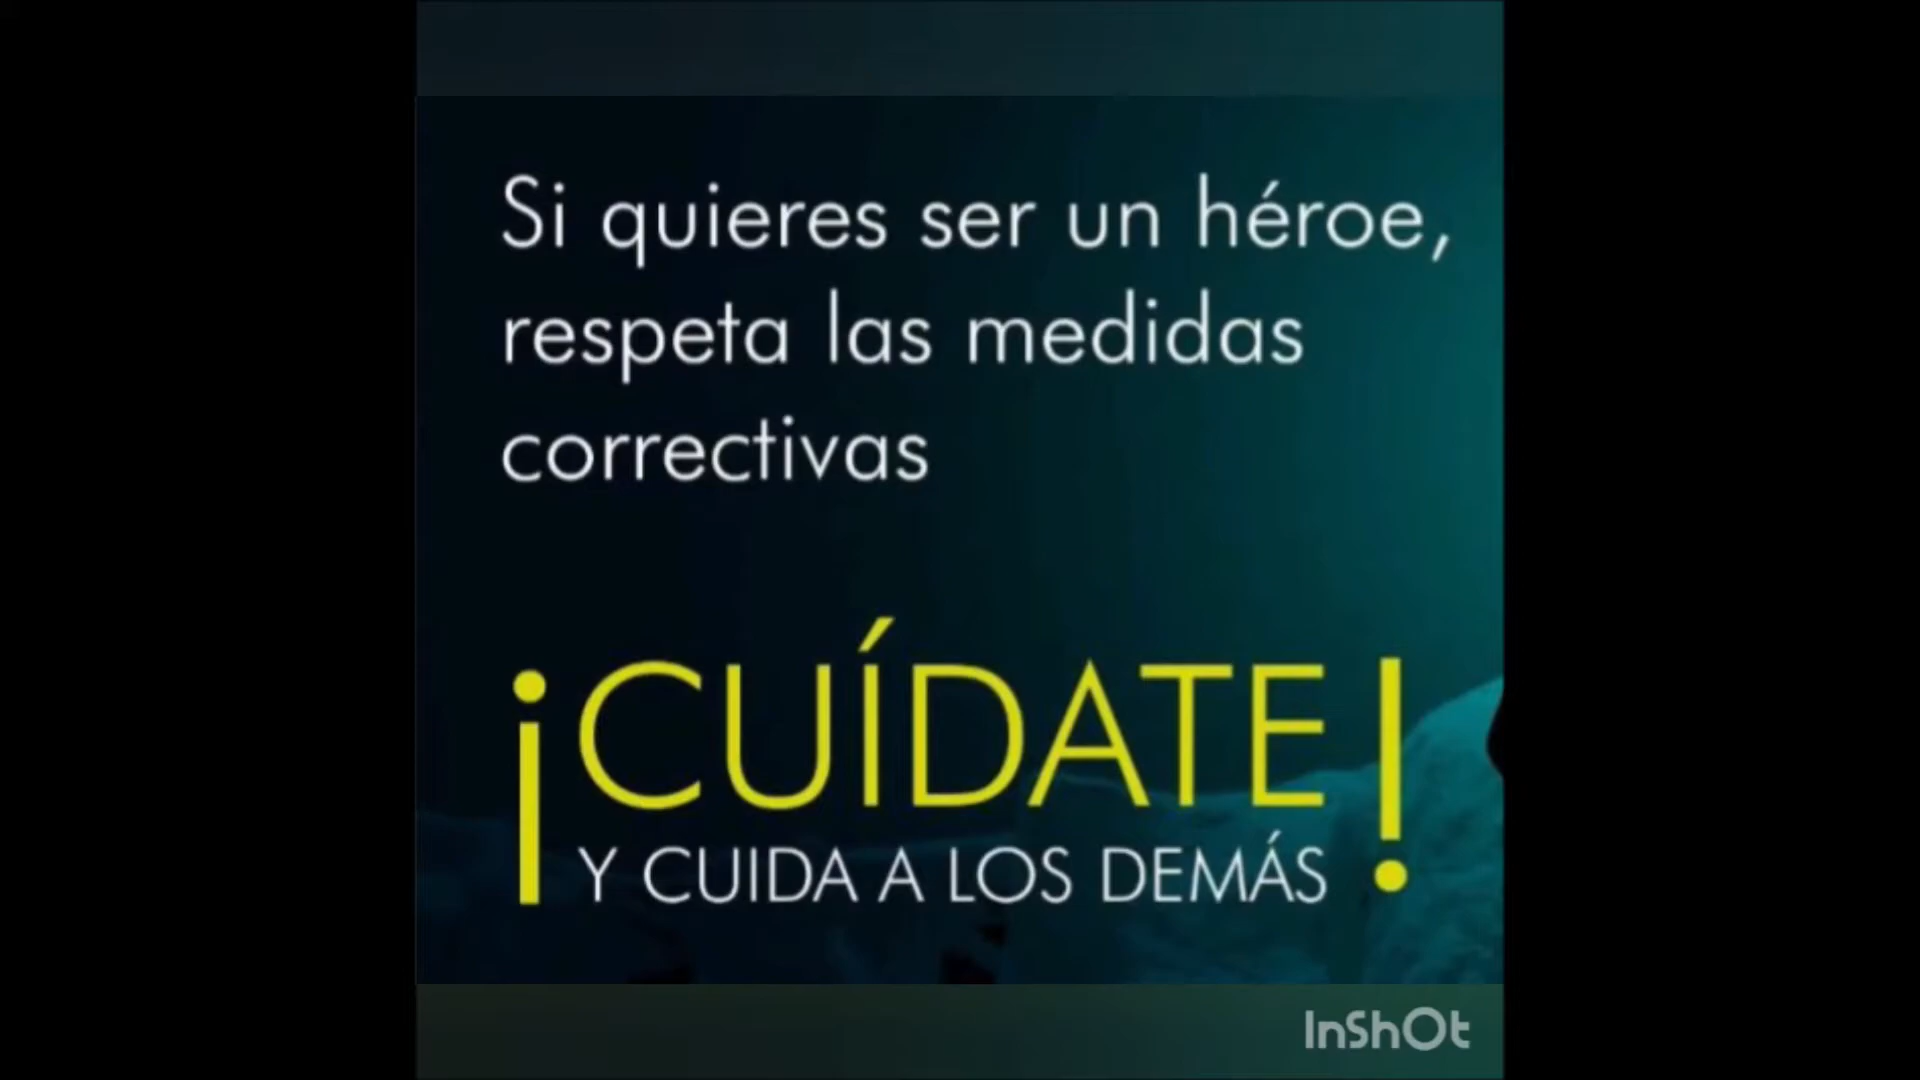 Si quieres ser un héroe,
respeta las medidas
correctivas
¡CUÍDATE!
Y CUIDA A LOS DEMÁS
InShOt